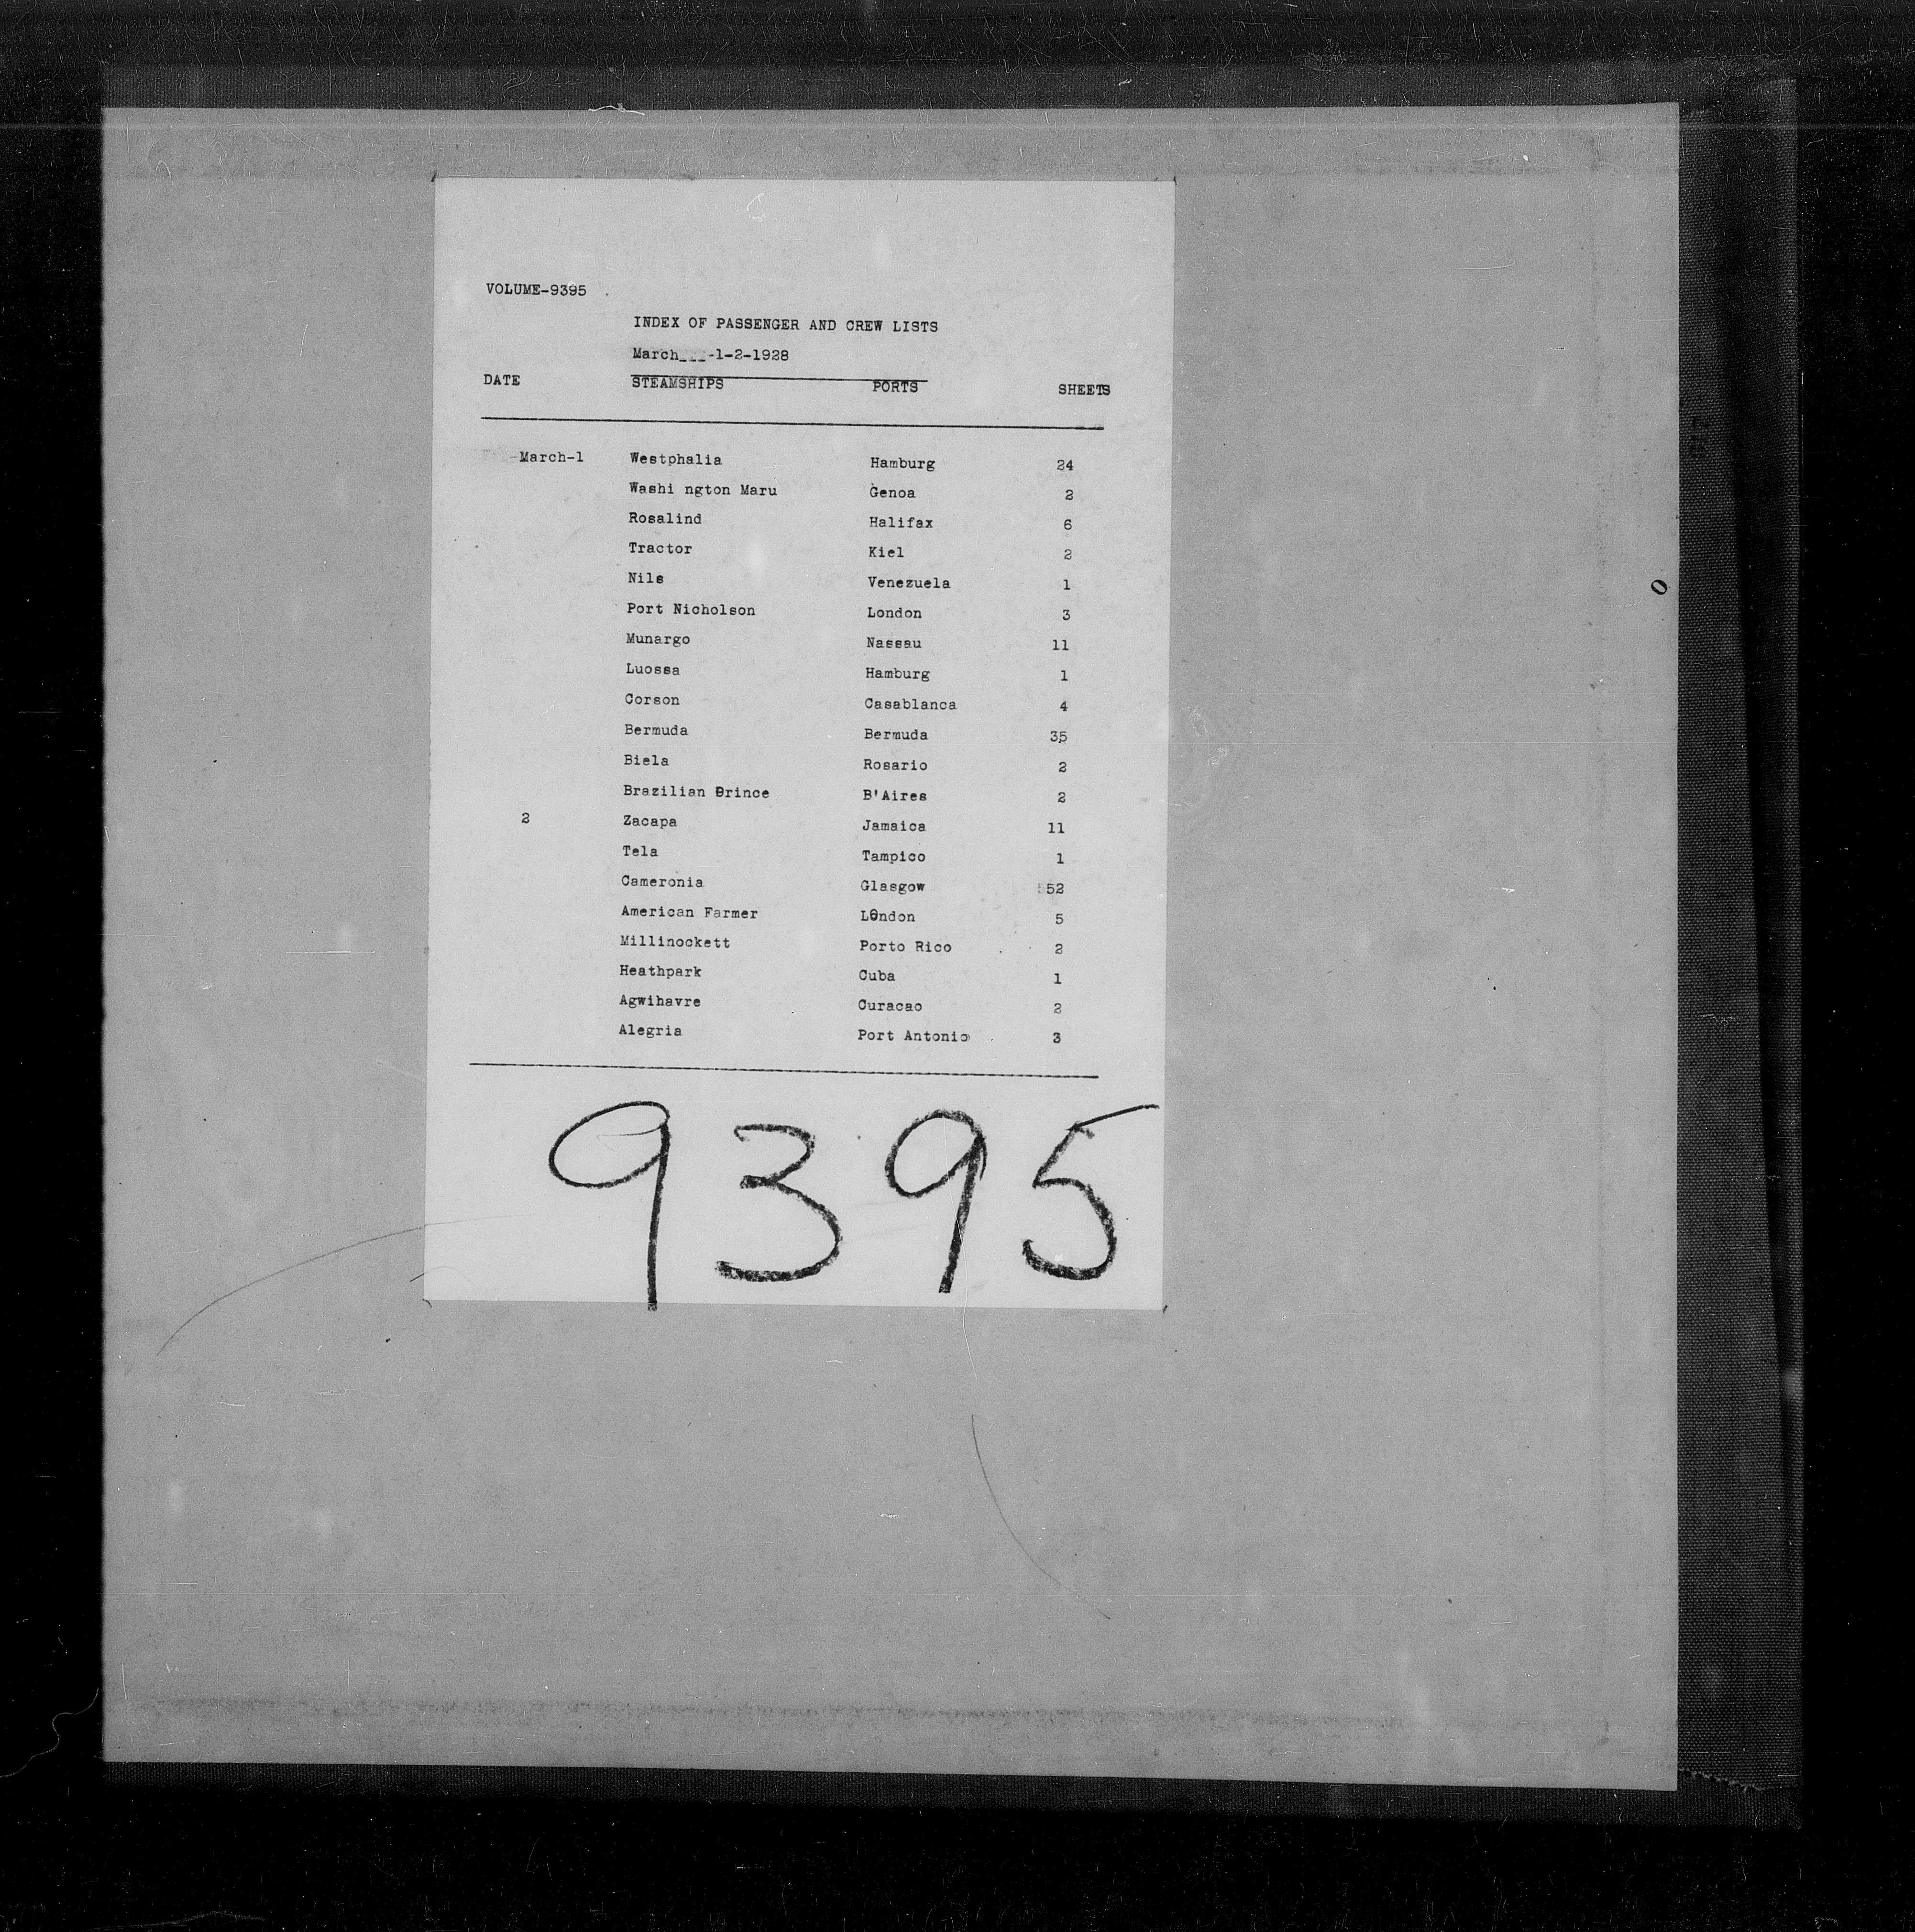 VOLUME-9395
INDEX OF PASSENGER AND CREW LISTS
March___-1-2-1928
DATE STEAMSHIPS PORTS SHEETS
March-1 Westphalia Hamburg 24
Washi ngton Maru Genoa 2
Rosalind Halifax 6
Tractor Kiel 2
Nils Venezuela 1
Port Nicholson London 3
Munargo Nassau 11
Luossa Hamburg 1
Corson Casablanca 4
Bermuda Bermuda 35
Biela Rosario 2
Brazilian Prince B'Aires 2
2 Zacapa Jamaica 11
Tela Tampico 1
Cameronia Glasgow 52
American Farmer London 5
Millinockett Porto Rico 2
Heathpark Cuba 1
Agwihavre Curacao 2
Alegria Port Antonio 3
9395
0